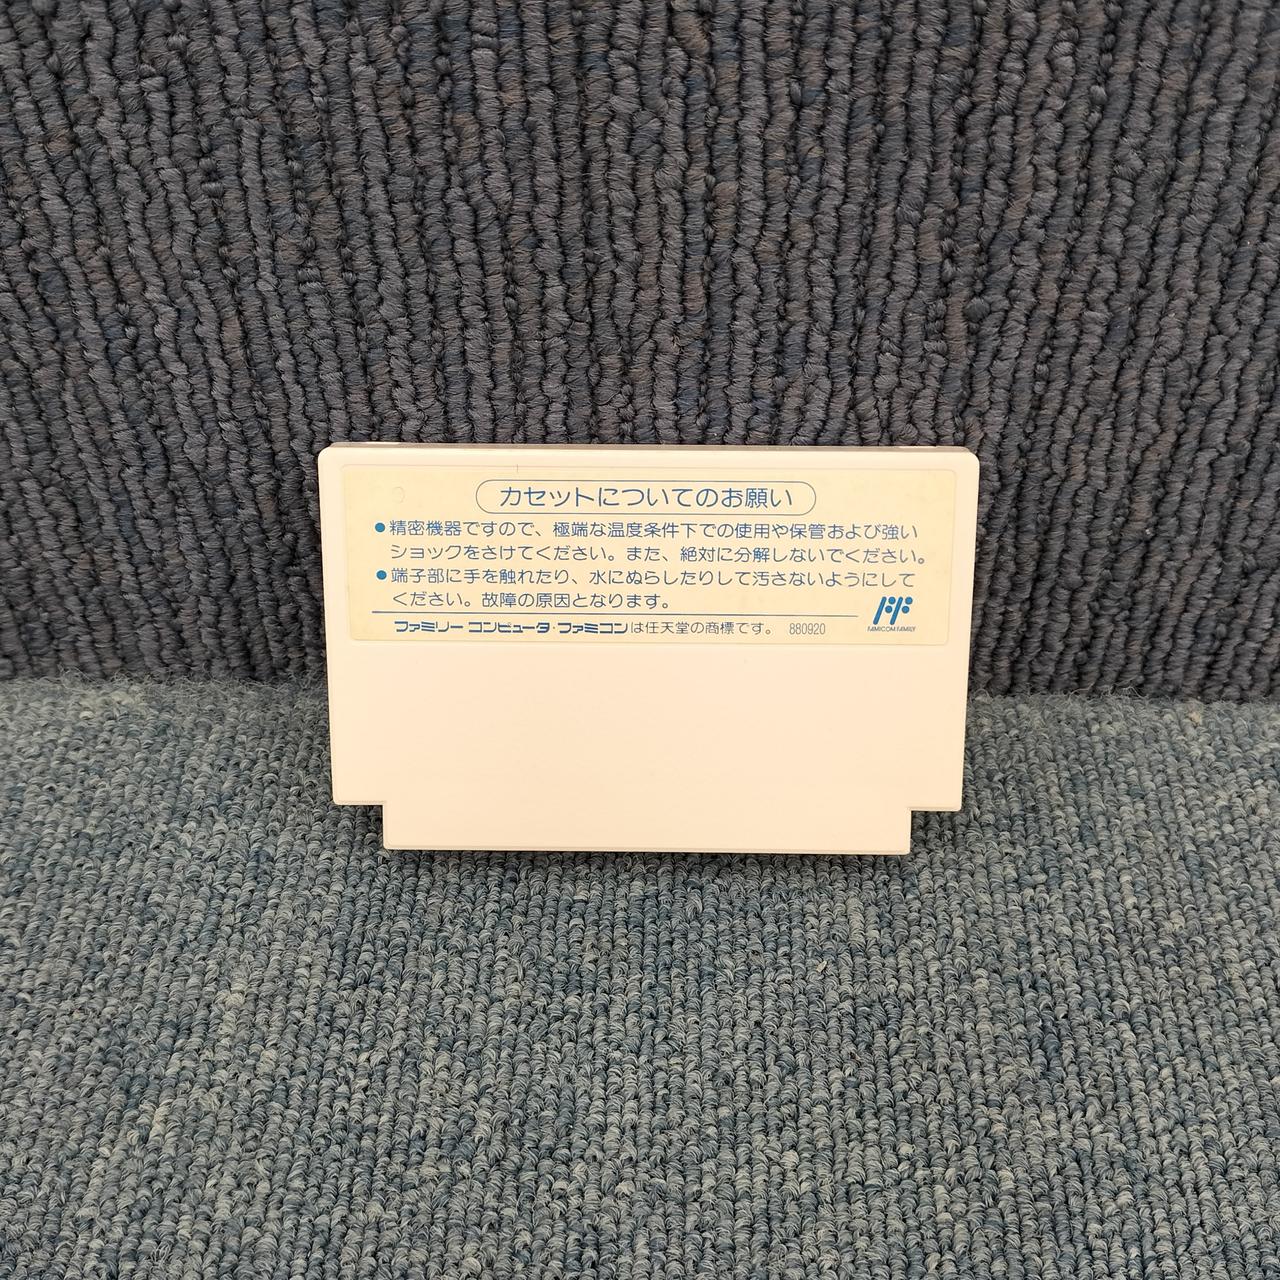 カセットについてのお願い
●精密機器ですので、極端な温度条件下での使用や保管および強い
ショックをさけてください。また、絶対に分解しないでください。
●端子部に手を触れたり、水にぬらしたりして汚さないようにして
ください。故障の原因となります。
ファミリー コンピュータ・ファミコンは任天堂の商標です。 880920
FAMICOM FAMILY